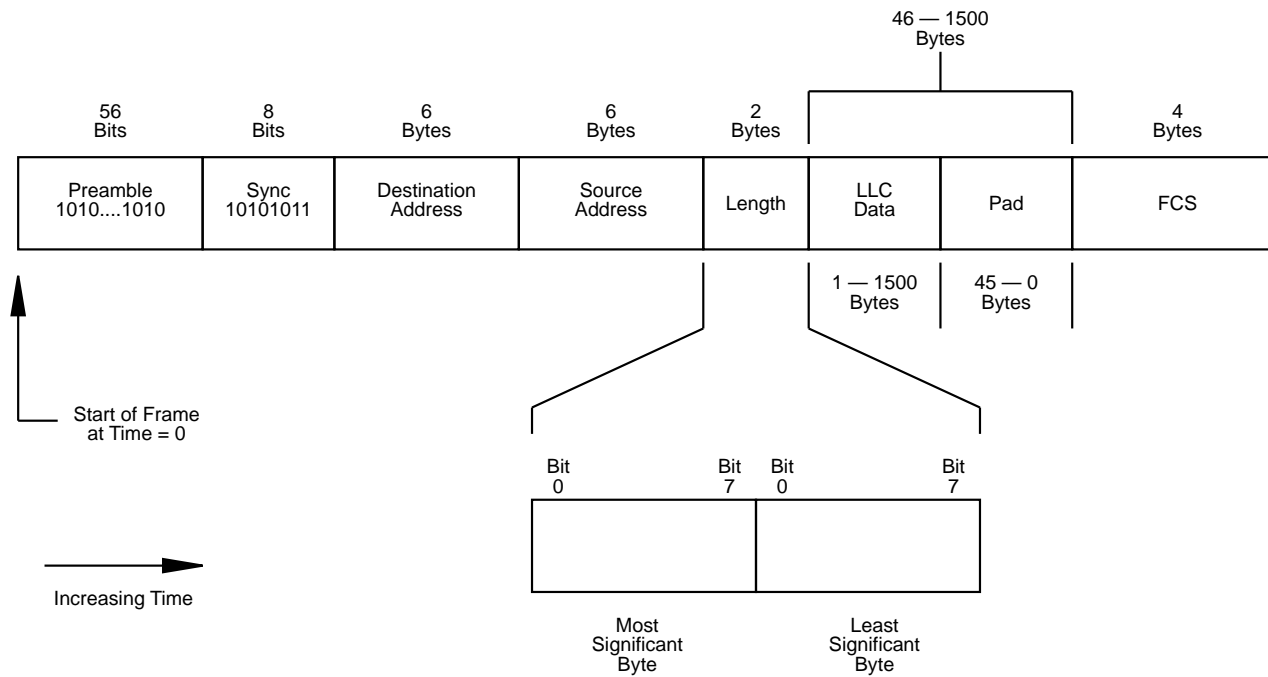 46 — 1500
Bytes
56
Bits
8
Bits
6
Bytes
6
Bytes
2
Bytes
4
Bytes
Preamble
1010....1010
Sync
10101011
Destination
Address
Source
Address
Length
LLC
Data
Pad
FCS
1 — 1500
Bytes
45 — 0
Bytes
Start of Frame
at Time = 0
Bit
0
Bit
7
Bit
0
Bit
7
Increasing Time
Most
Significant
Byte
Least
Significant
Byte